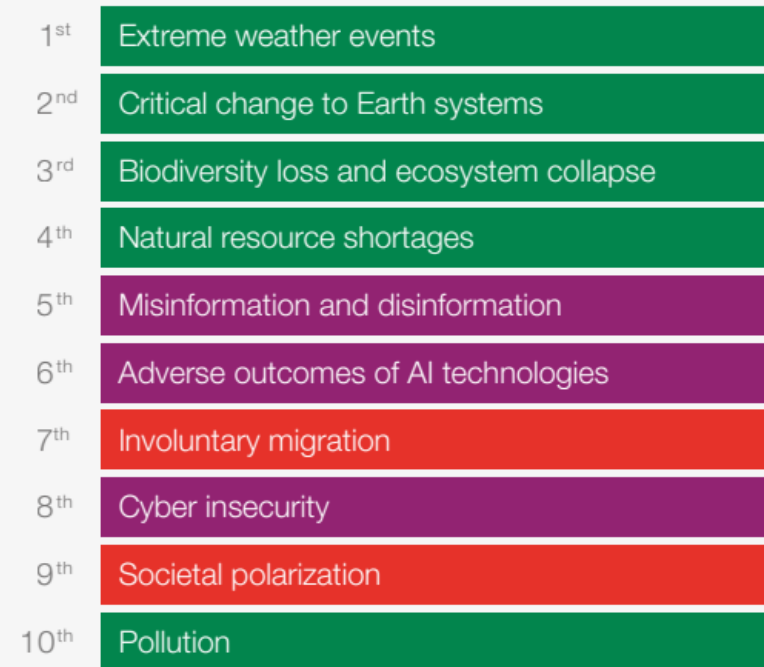 1st Extreme weather events
2nd Critical change to Earth systems
3rd Biodiversity loss and ecosystem collapse
4th Natural resource shortages
5th Misinformation and disinformation
6th Adverse outcomes of AI technologies
7th Involuntary migration
8th Cyber insecurity
9th Societal polarization
10th Pollution